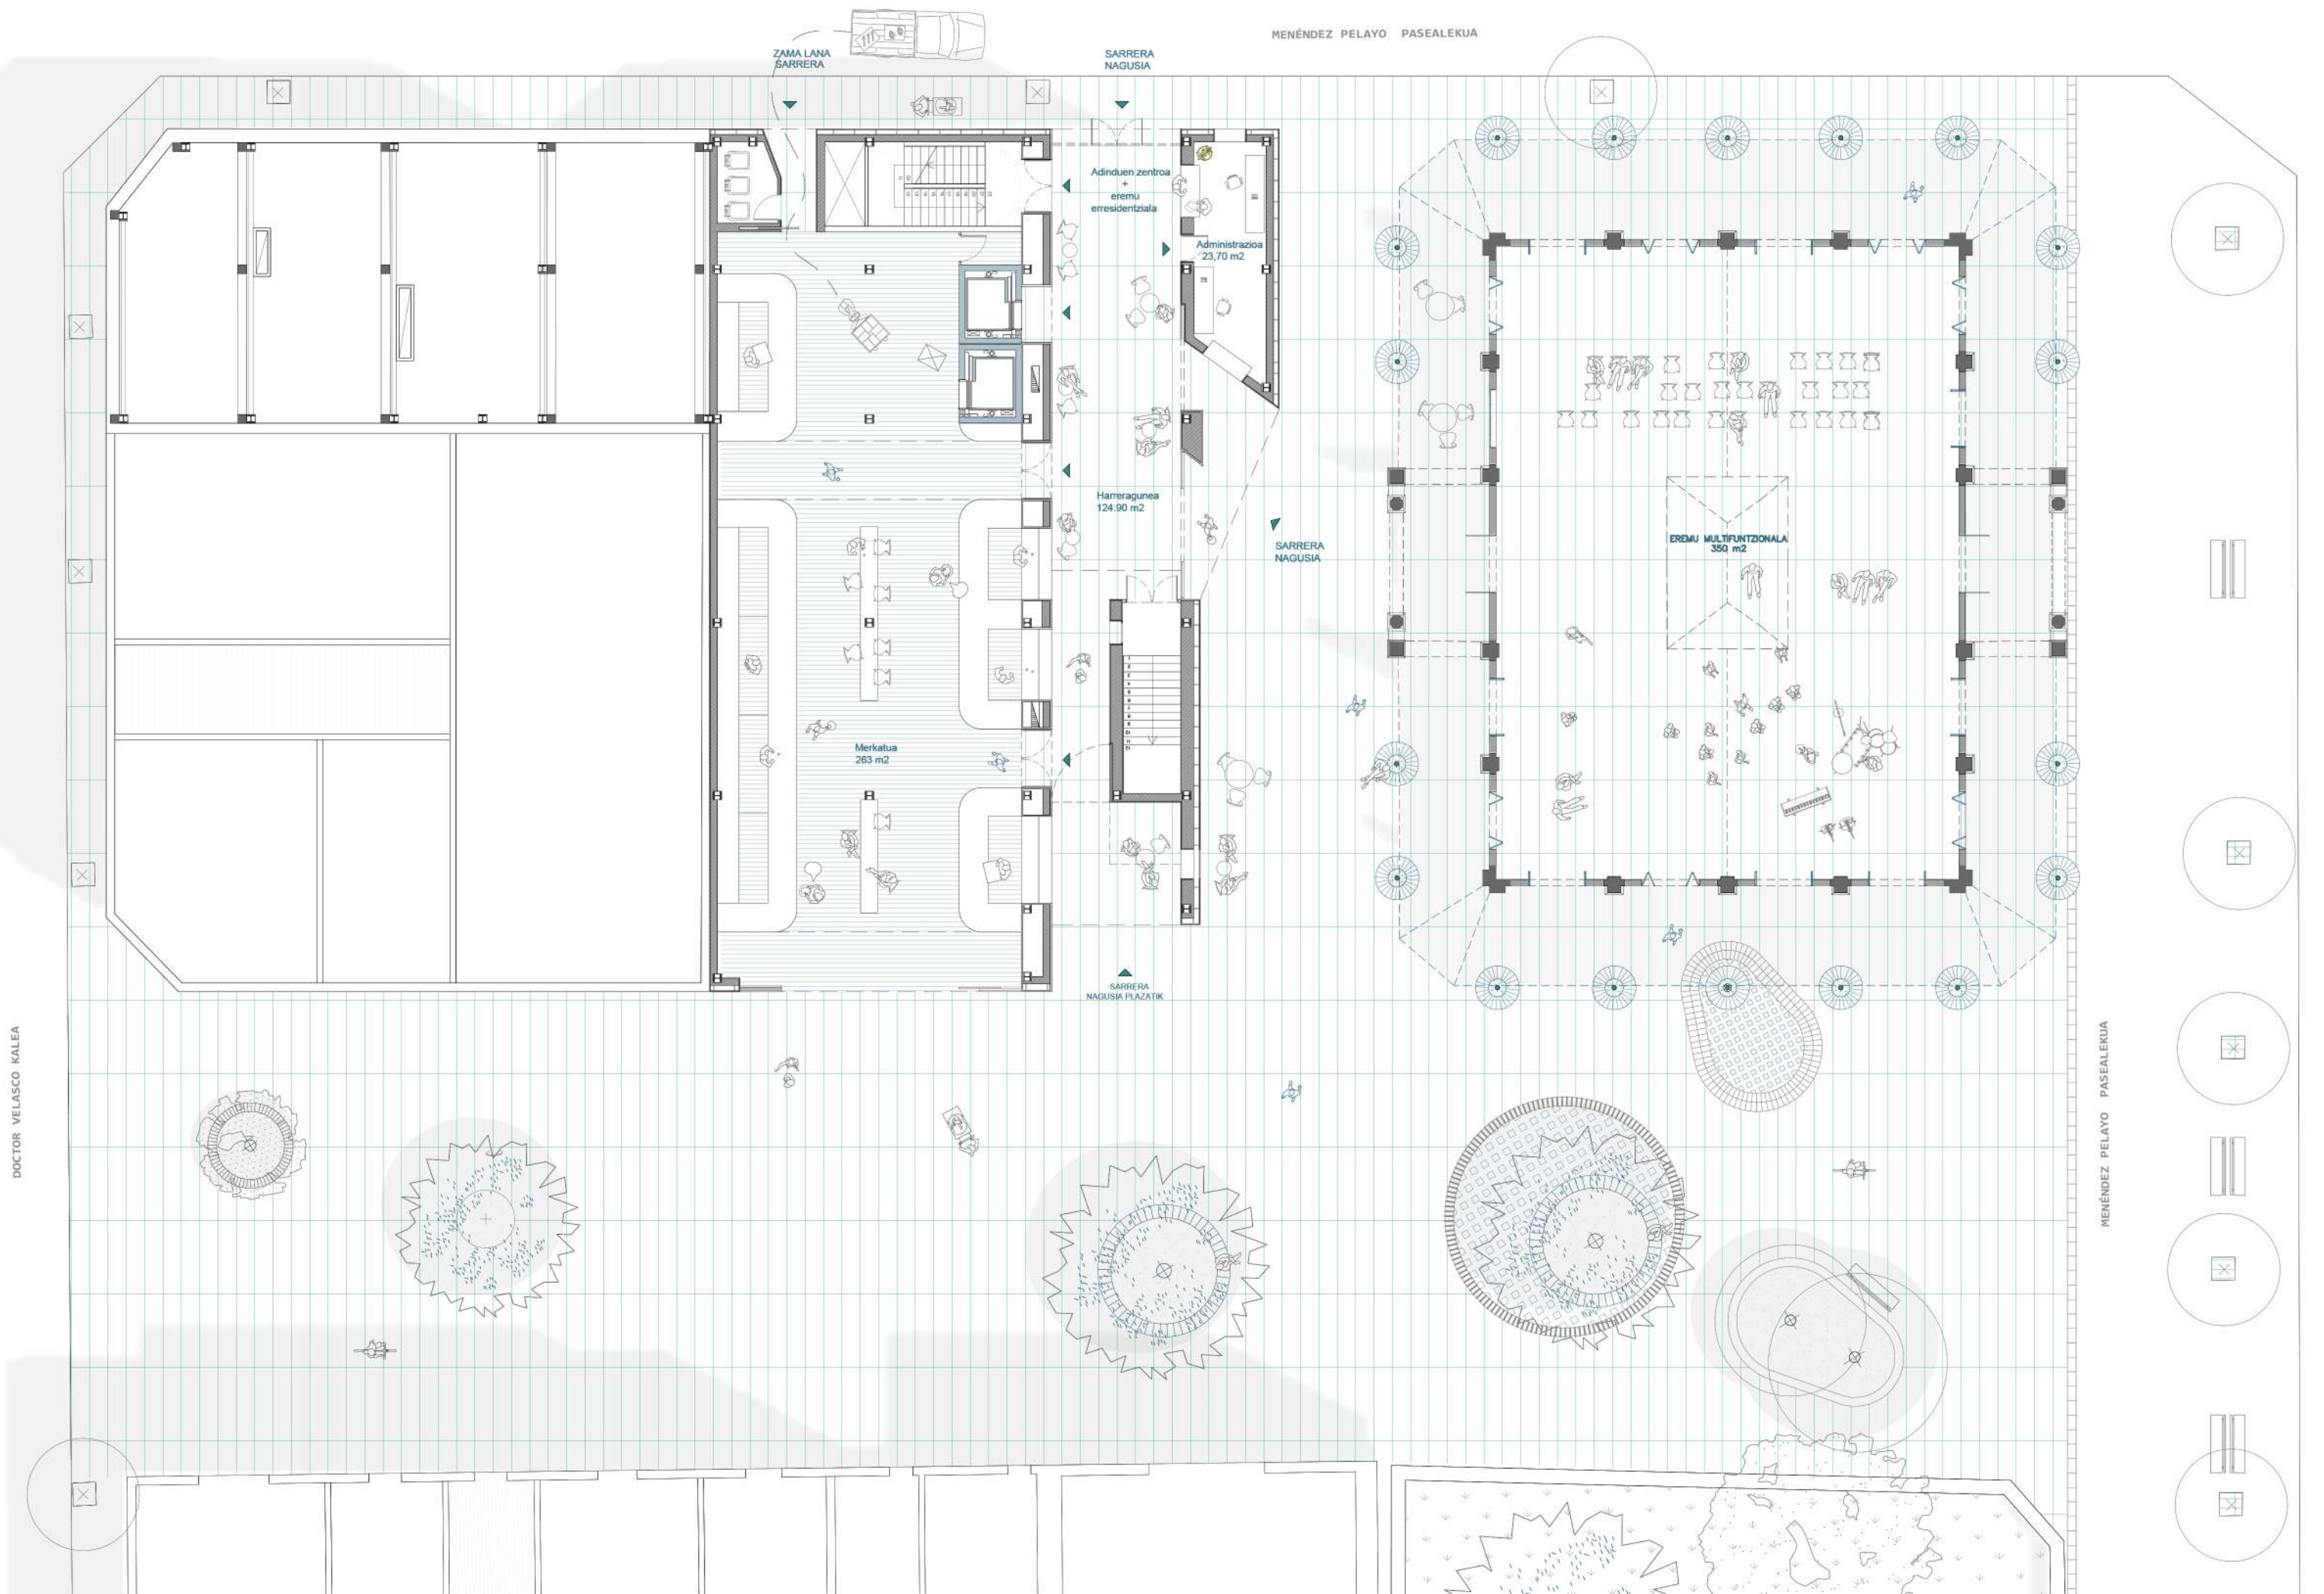 MENÉNDEZ PELAYO PASEALEKUA
ZAMA LANA
SARRERA
SARRERA
NAGUSIA
Adinduen zentroa
+
eremu
erresidentziala
Administrazioa
23,70 m2
Harreragunea
124.90 m2
SARRERA
NAGUSIA
EREMU MULTIFUNTZIONALA
350 m2
Merkatua
263 m2
SARRERA
NAGUSIA PLAZATIK
DOCTOR VELASCO KALEA
MENÉNDEZ PELAYO PASEALEKUA